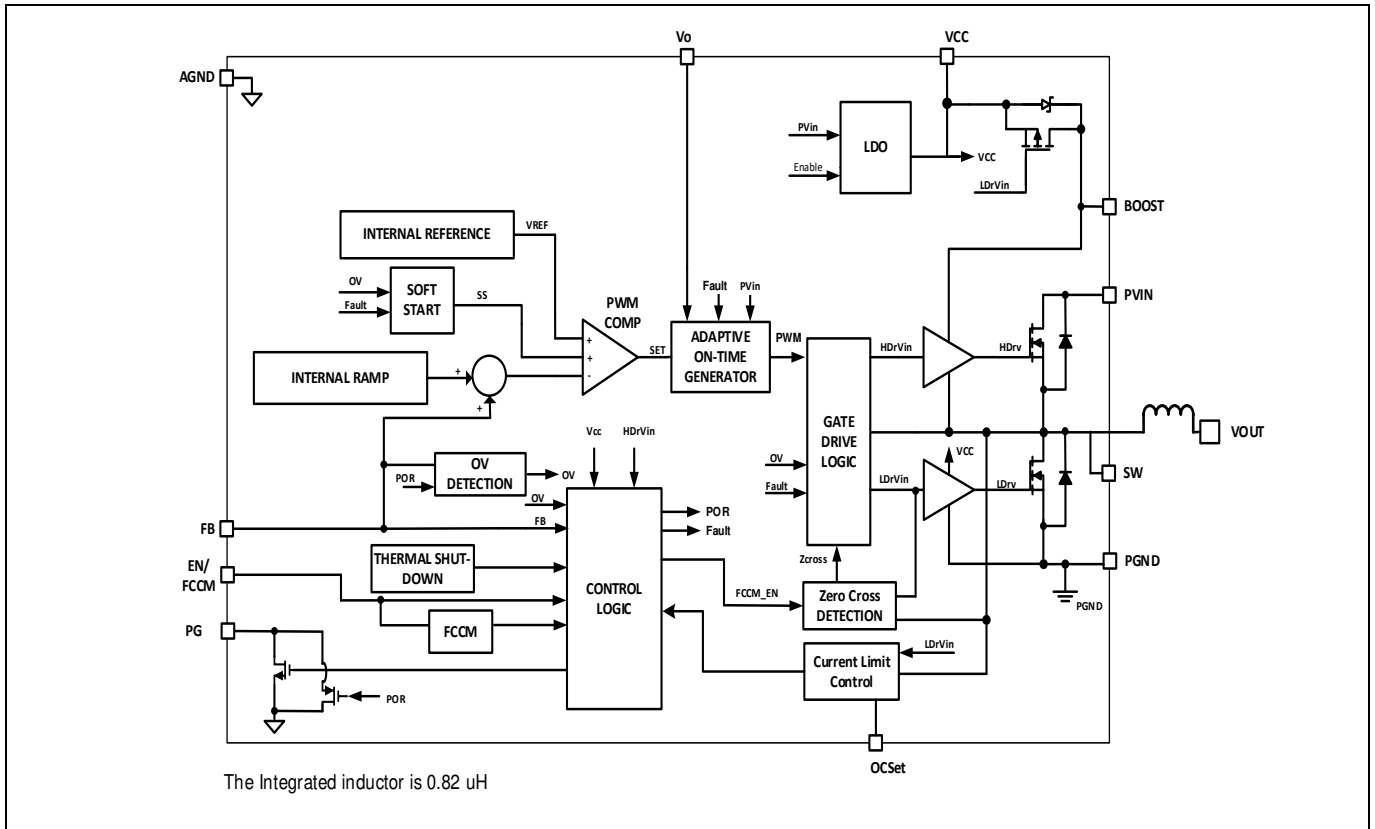 Vo
VCC
AGND
PVin
Enable
LDO
VCC
LDrVin
BOOST
INTERNAL REFERENCE
VREF
OV
Fault
SOFT
START
SS
PWM
COMP
+
+
-
SET
Fault
PVin
ADAPTIVE
ON-TIME
GENERATOR
PWM
PVIN
HDrVin
HDrv
INTERNAL RAMP
+
+
GATE
DRIVE
LOGIC
VOUT
Vcc
HDrVin
OV
Fault
LDrVin
VCC
LDrv
SW
POR
OV
DETECTION
OV
OV
FB
FB
POR
Fault
Zcross
PGND
PGND
EN/
FCCM
THERMAL SHUT-
DOWN
CONTROL
LOGIC
FCCM_EN
Zero Cross
DETECTION
FCCM
PG
POR
Current Limit
Control
LDrVin
OCSet
The Integrated inductor is 0.82 uH